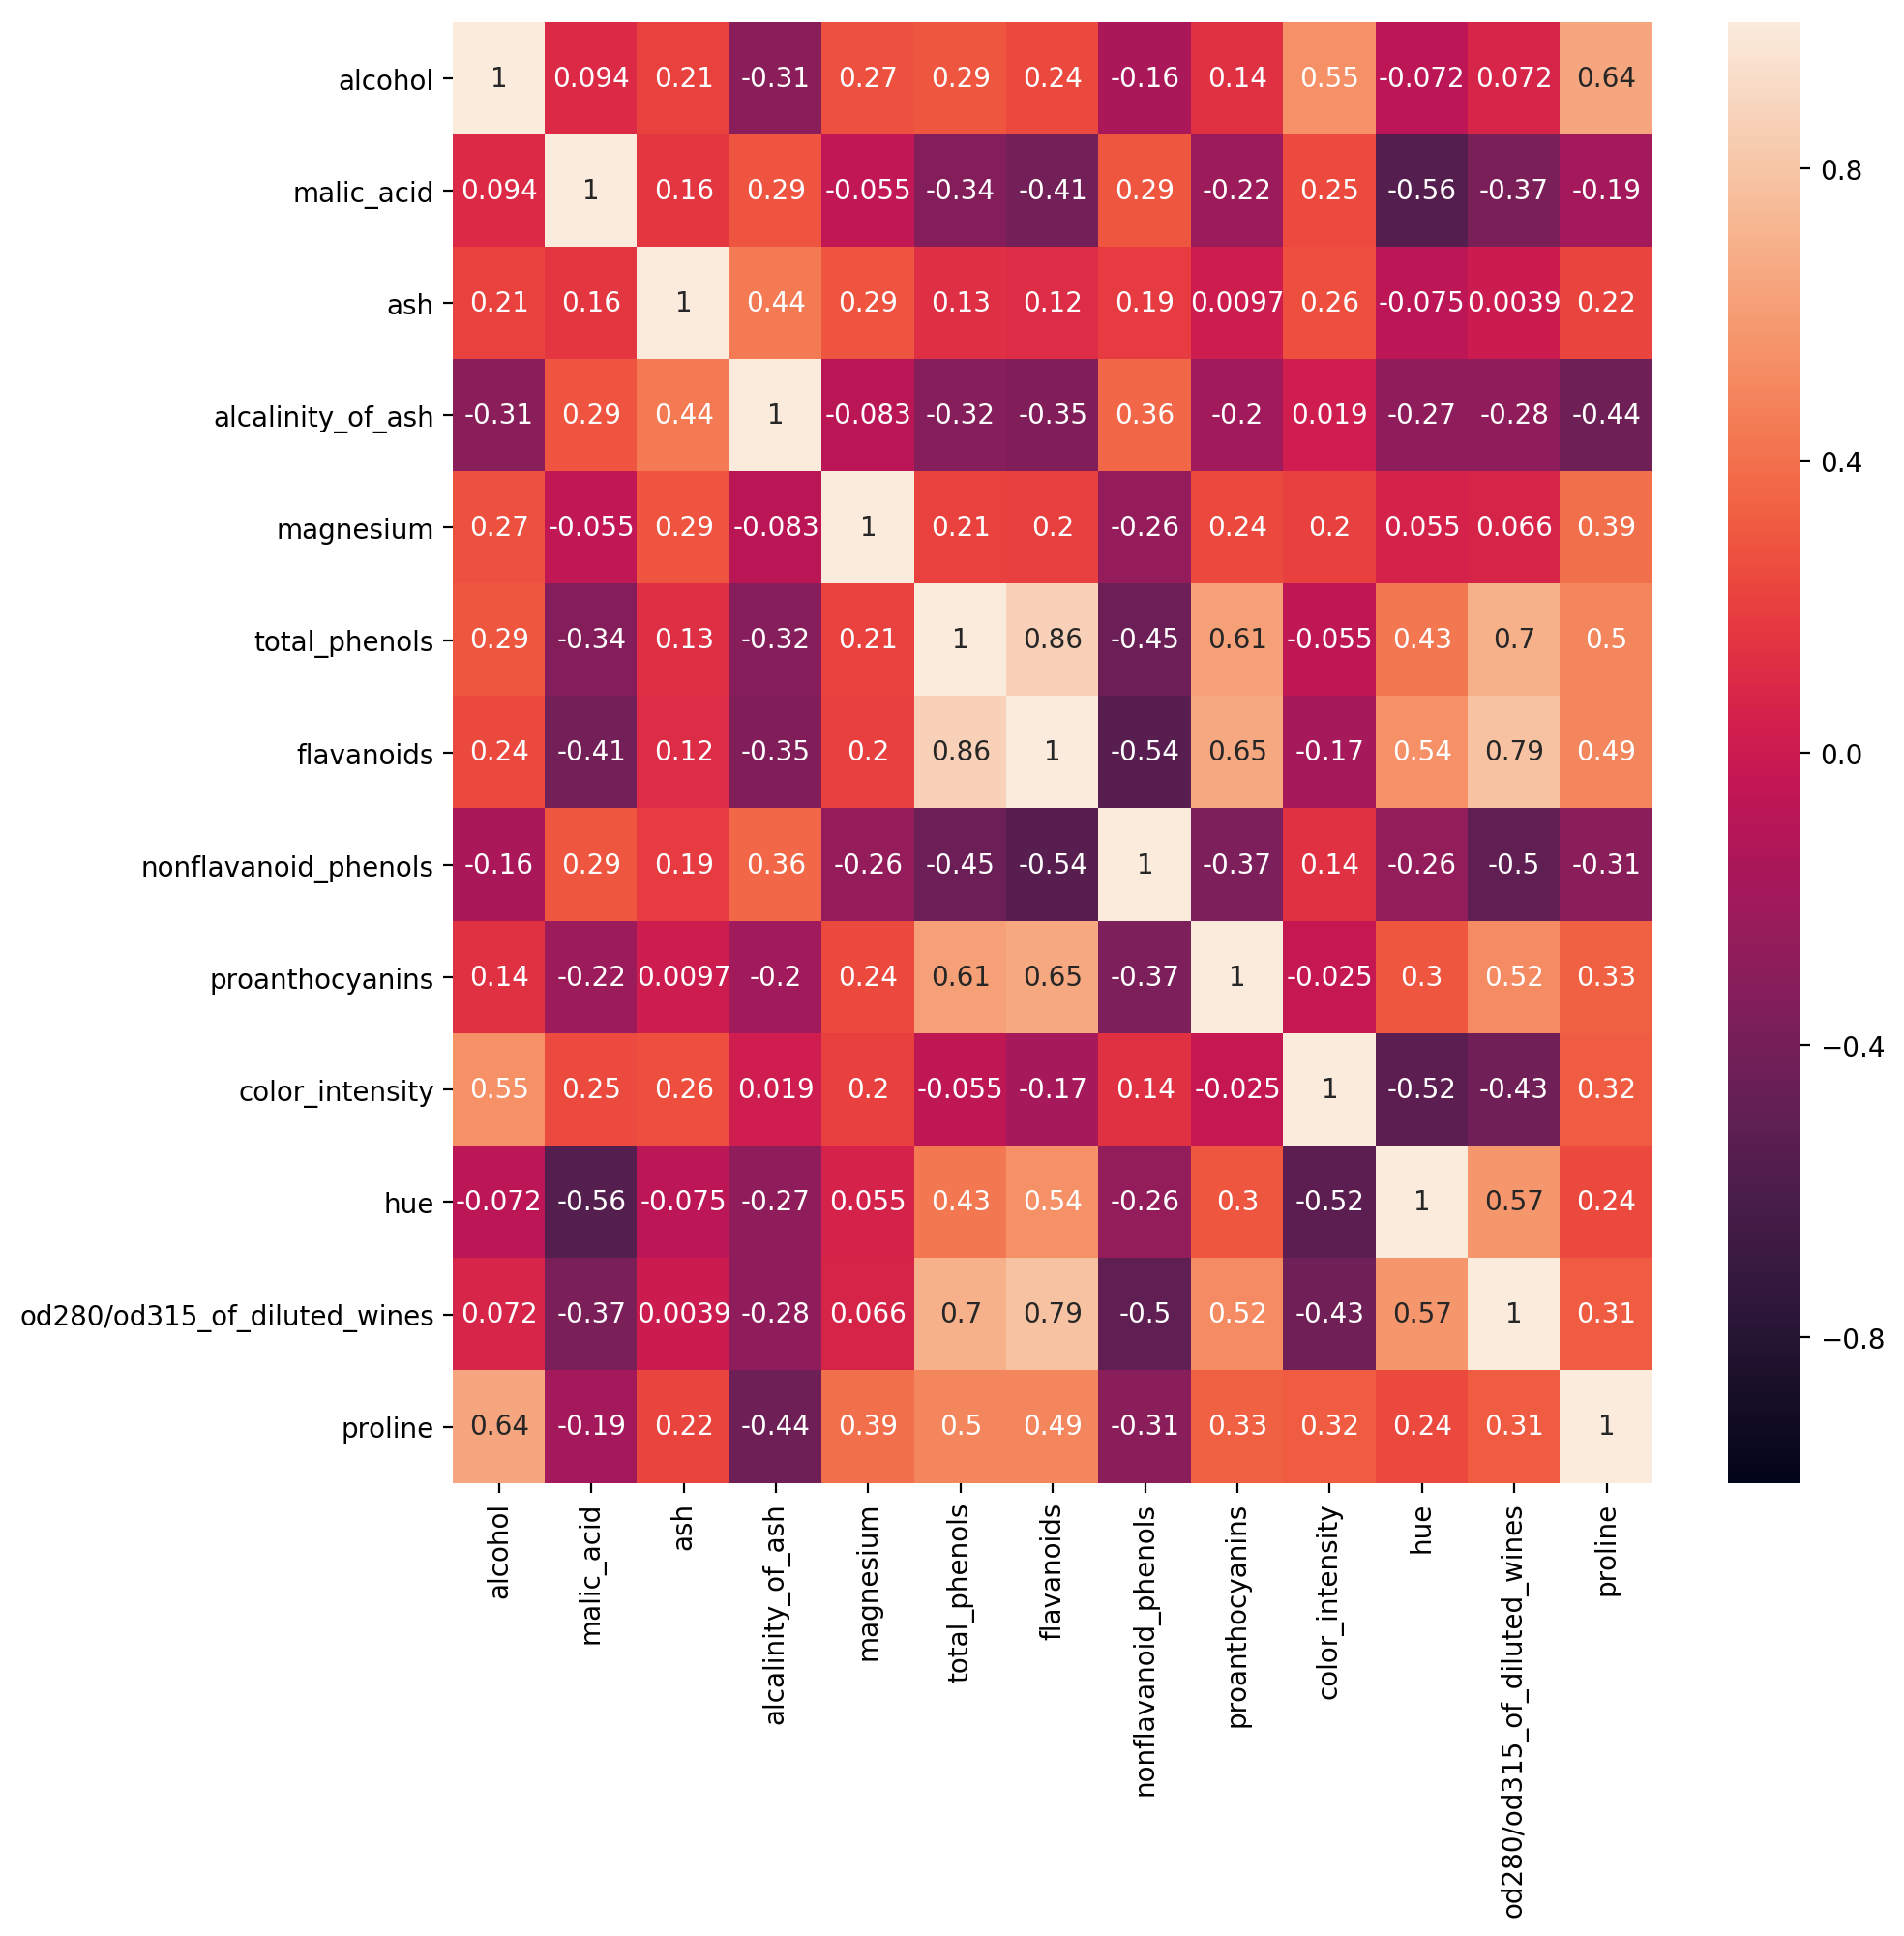 alcohol 1 0.094 0.21 -0.31 0.27 0.29 0.24 -0.16 0.14 0.55 -0.072 0.072 0.64
malic_acid 0.094 1 0.16 0.29 -0.055 -0.34 -0.41 0.29 -0.22 0.25 -0.56 -0.37 -0.19
ash 0.21 0.16 1 0.44 0.29 0.13 0.12 0.19 0.0097 0.26 -0.075 0.0039 0.22
alcalinity_of_ash -0.31 0.29 0.44 1 -0.083 -0.32 -0.35 0.36 -0.2 0.019 -0.27 -0.28 -0.44
magnesium 0.27 -0.055 0.29 -0.083 1 0.21 0.2 -0.26 0.24 0.2 0.055 0.066 0.39
total_phenols 0.29 -0.34 0.13 -0.32 0.21 1 0.86 -0.45 0.61 -0.055 0.43 0.7 0.5
flavanoids 0.24 -0.41 0.12 -0.35 0.2 0.86 1 -0.54 0.65 -0.17 0.54 0.79 0.49
nonflavanoid_phenols -0.16 0.29 0.19 0.36 -0.26 -0.45 -0.54 1 -0.37 0.14 -0.26 -0.5 -0.31
proanthocyanins 0.14 -0.22 0.0097 -0.2 0.24 0.61 0.65 -0.37 1 -0.025 0.3 0.52 0.33
color_intensity 0.55 0.25 0.26 0.019 0.2 -0.055 -0.17 0.14 -0.025 1 -0.52 -0.43 0.32
hue -0.072 -0.56 -0.075 -0.27 0.055 0.43 0.54 -0.26 0.3 -0.52 1 0.57 0.24
od280/od315_of_diluted_wines 0.072 -0.37 0.0039 -0.28 0.066 0.7 0.79 -0.5 0.52 -0.43 0.57 1 0.31
proline 0.64 -0.19 0.22 -0.44 0.39 0.5 0.49 -0.31 0.33 0.32 0.24 0.31 1
alcohol
malic_acid
ash
alcalinity_of_ash
magnesium
total_phenols
flavanoids
nonflavanoid_phenols
proanthocyanins
color_intensity
hue
od280/od315_of_diluted_wines
proline
0.8
0.4
0.0
−0.4
−0.8